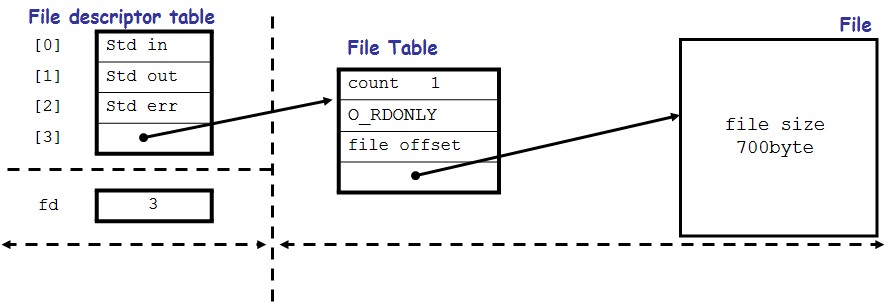 File descriptor table
[0] Std in
[1] Std out
[2] Std err
[3]
fd 3
File Table
count 1
O_RDONLY
file offset
File
file size
700byte